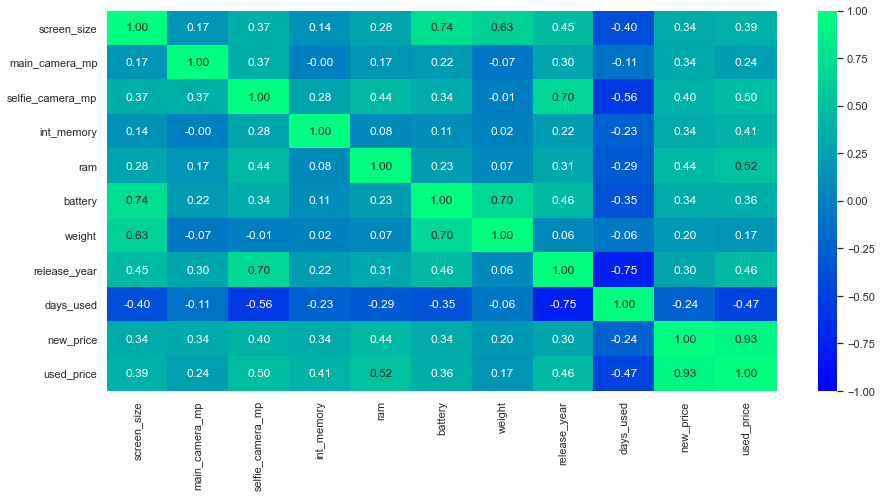 screen_size 1.00 0.17 0.37 0.14 0.28 0.74 0.63 0.45 -0.40 0.34 0.39
main_camera_mp 0.17 1.00 0.37 -0.00 0.17 0.22 -0.07 0.30 -0.11 0.34 0.24
selfie_camera_mp 0.37 0.37 1.00 0.28 0.44 0.34 -0.01 0.70 -0.56 0.40 0.50
int_memory 0.14 -0.00 0.28 1.00 0.08 0.11 0.02 0.22 -0.23 0.34 0.41
ram 0.28 0.17 0.44 0.08 1.00 0.23 0.07 0.31 -0.29 0.44 0.52
battery 0.74 0.22 0.34 0.11 0.23 1.00 0.70 0.46 -0.35 0.34 0.36
weight 0.63 -0.07 -0.01 0.02 0.07 0.70 1.00 0.06 -0.06 0.20 0.17
release_year 0.45 0.30 0.70 0.22 0.31 0.46 0.06 1.00 -0.75 0.30 0.46
days_used -0.40 -0.11 -0.56 -0.23 -0.29 -0.35 -0.06 -0.75 1.00 -0.24 -0.47
new_price 0.34 0.34 0.40 0.34 0.44 0.34 0.20 0.30 -0.24 1.00 0.93
used_price 0.39 0.24 0.50 0.41 0.52 0.36 0.17 0.46 -0.47 0.93 1.00
screen_size
main_camera_mp
selfie_camera_mp
int_memory
ram
battery
weight
release_year
days_used
new_price
used_price
1.00
0.75
0.50
0.25
0.00
−0.25
−0.50
−0.75
−1.00